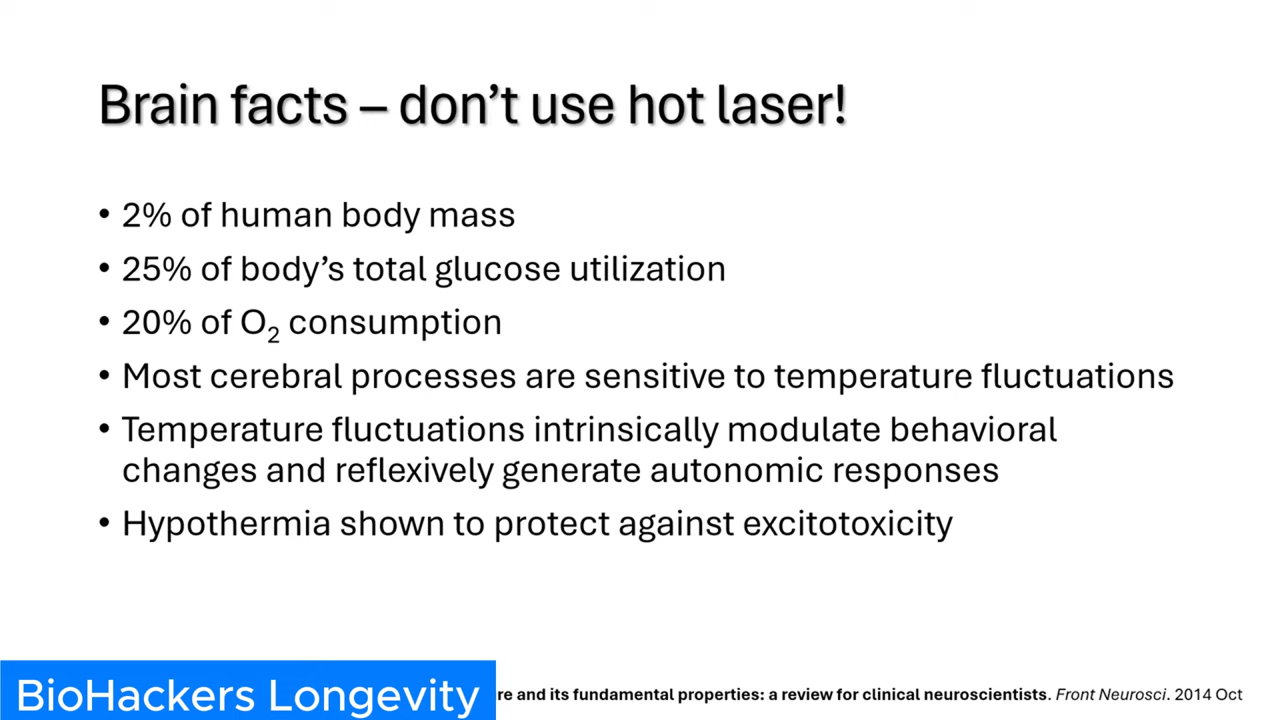 Brain facts – don't use hot laser!
• 2% of human body mass
• 25% of body's total glucose utilization
• 20% of O₂ consumption
• Most cerebral processes are sensitive to temperature fluctuations
• Temperature fluctuations intrinsically modulate behavioral
changes and reflexively generate autonomic responses
• Hypothermia shown to protect against excitotoxicity
BioHackers Longevity
and its fundamental properties: a review for clinical neuroscientists. Front Neurosci. 2014 Oct